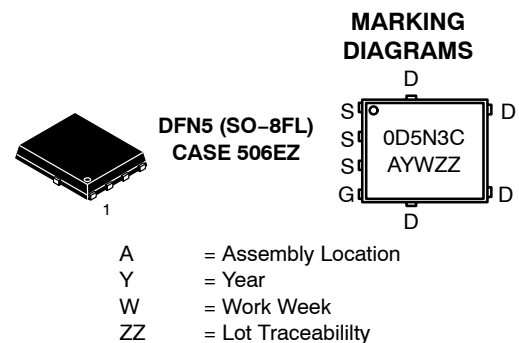 MARKING
DIAGRAMS
DFN5 (SO−8FL)
CASE 506EZ
1
D
S D
S
S
G D
D
0D5N3C
AYWZZ
A = Assembly Location
Y = Year
W = Work Week
ZZ = Lot Traceabililty